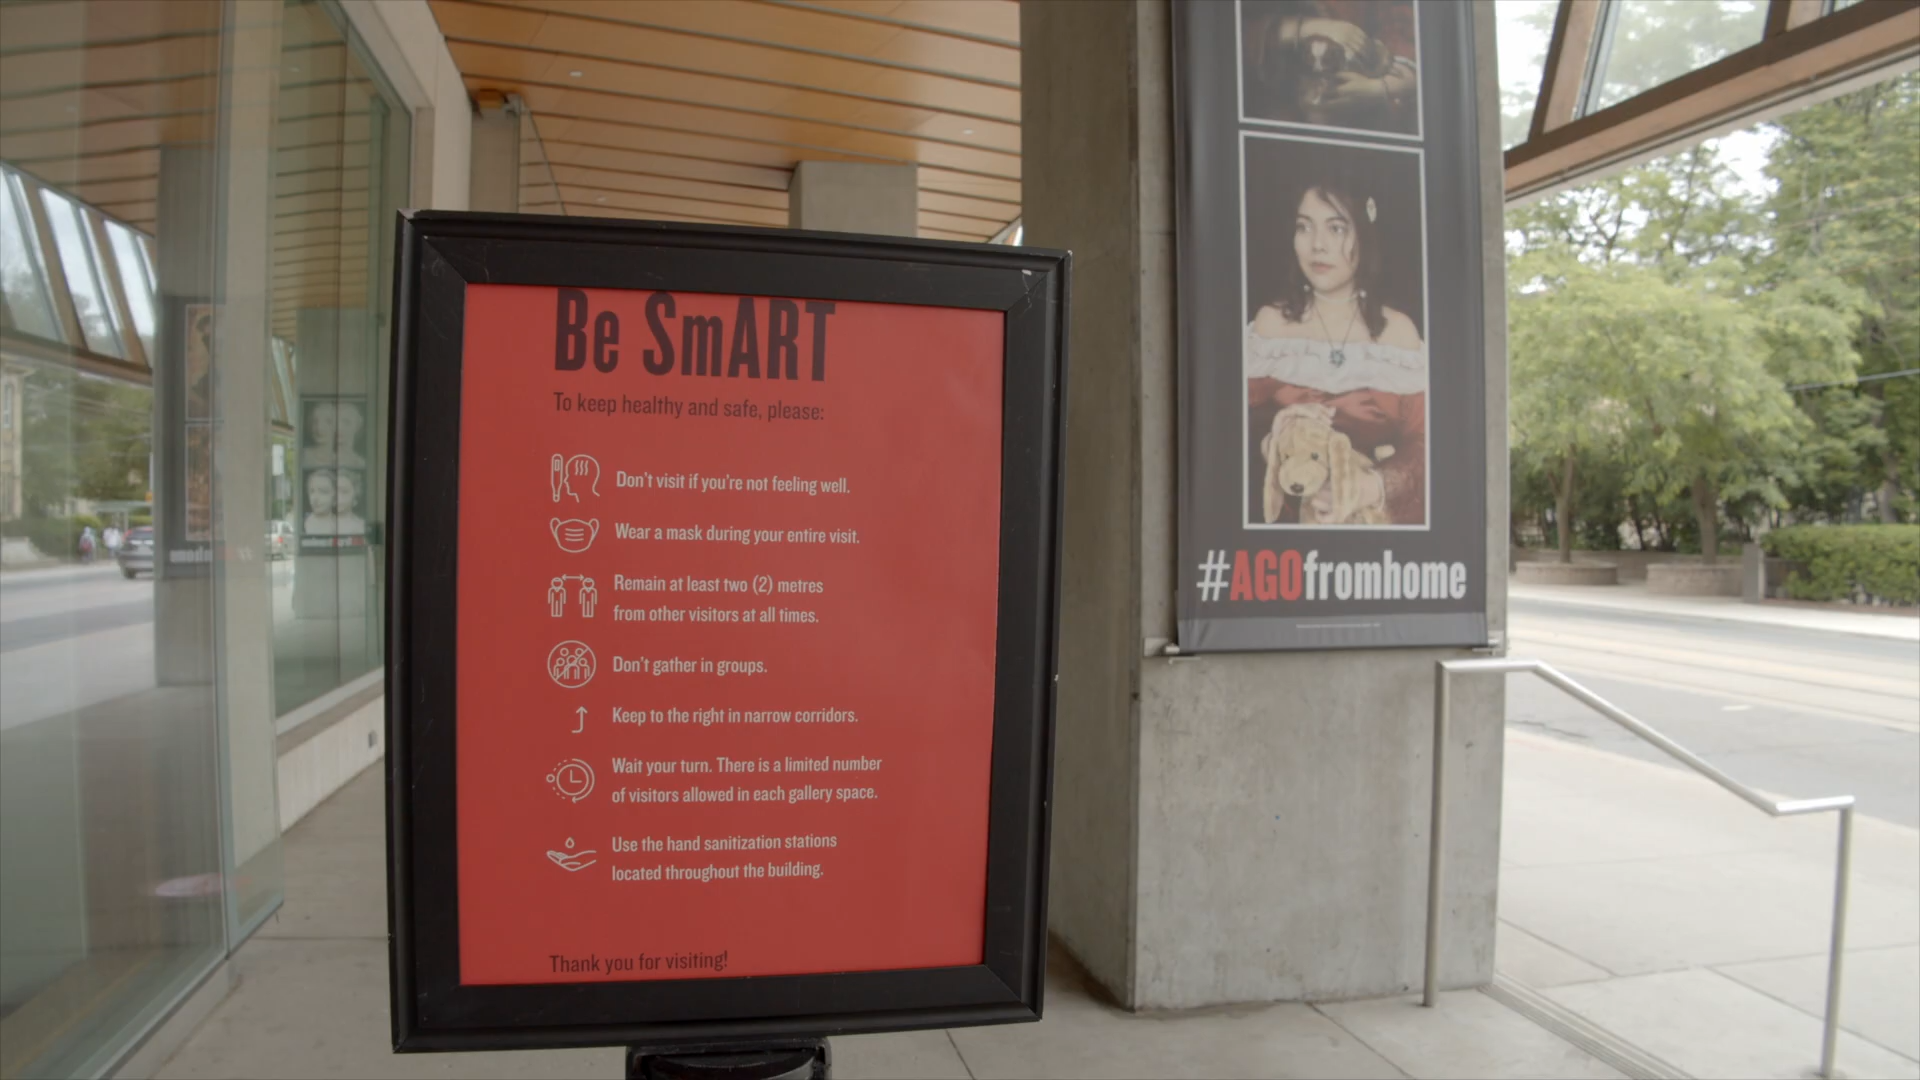 Be SmART
To keep healthy and safe, please:
Don't visit if you're not feeling well.
Wear a mask during your entire visit.
Remain at least two (2) metres
from other visitors at all times.
Don't gather in groups.
Keep to the right in narrow corridors.
Wait your turn. There is a limited number
of visitors allowed in each gallery space.
Use the hand sanitization stations
located throughout the building.
Thank you for visiting!
#AGOfromhome